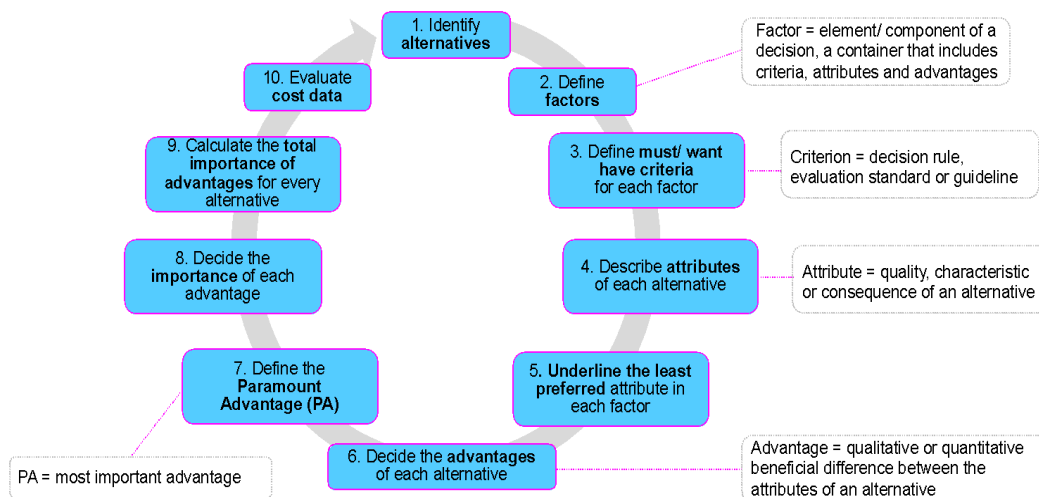 1. Identify
alternatives
Factor = element/ component of a
decision, a container that includes
criteria, attributes and advantages
2. Define
factors
3. Define must/ want
have criteria
for each factor
Criterion = decision rule,
evaluation standard or guideline
4. Describe attributes
of each alternative
Attribute = quality, characteristic
or consequence of an alternative
5. Underline the least
preferred attribute in
each factor
6. Decide the advantages
of each alternative
Advantage = qualitative or quantitative
beneficial difference between the
attributes of an alternative
7. Define the
Paramount
Advantage (PA)
PA = most important advantage
8. Decide the
importance of each
advantage
9. Calculate the total
importance of
advantages for every
alternative
10. Evaluate
cost data